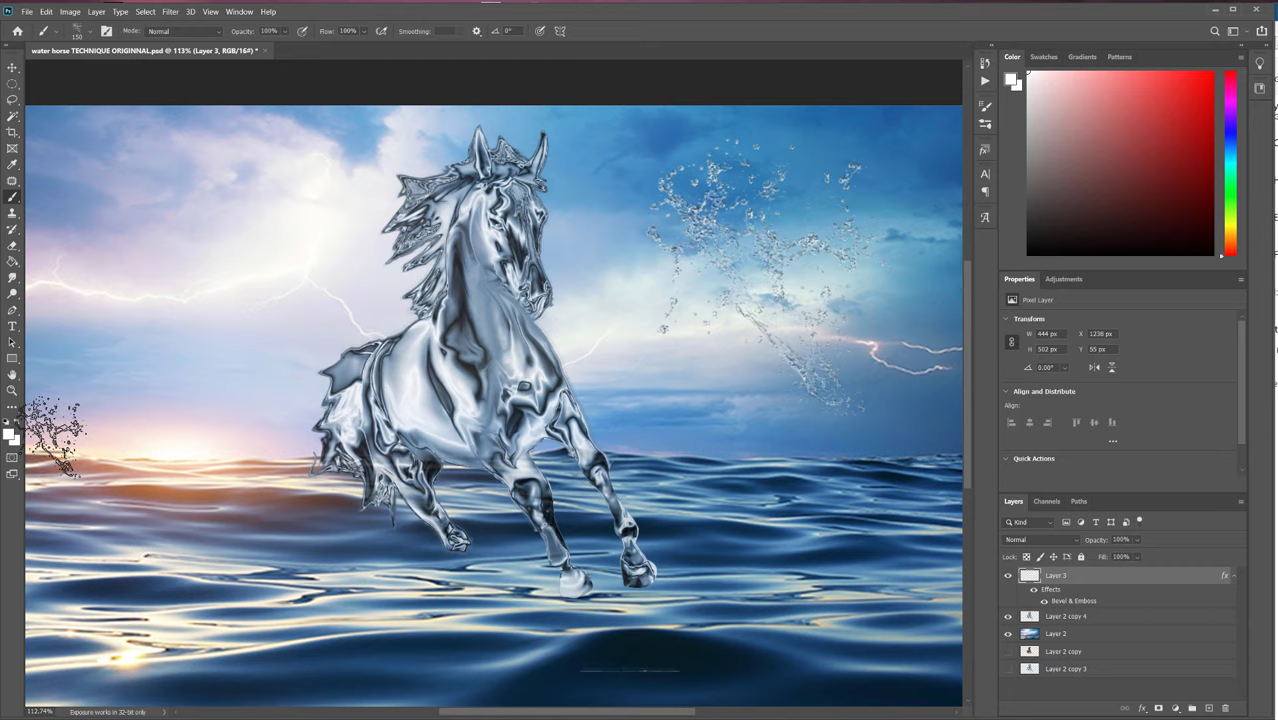 Ps File Edit Image Layer Type Select Filter 3D View Window Help
150 Mode: Normal Opacity: 100% Flow: 100% Smoothing: 0°
water horse TECHNIQUE ORIGINNAL.psd @ 113% (Layer 3, RGB/16#) *
Color Swatches Gradients Patterns
Properties Adjustments
Pixel Layer
Transform
W 444 px X 1238 px
H 502 px Y 55 px
0.00°
Align and Distribute
Align:
Quick Actions
Layers Channels Paths
Kind
Normal Opacity: 100%
Lock: Fill: 100%
Layer 3 fx
Effects
Bevel & Emboss
Layer 2 copy 4
Layer 2
Layer 2 copy
Layer 2 copy 3
fx
112.74% Exposure works in 32-bit only